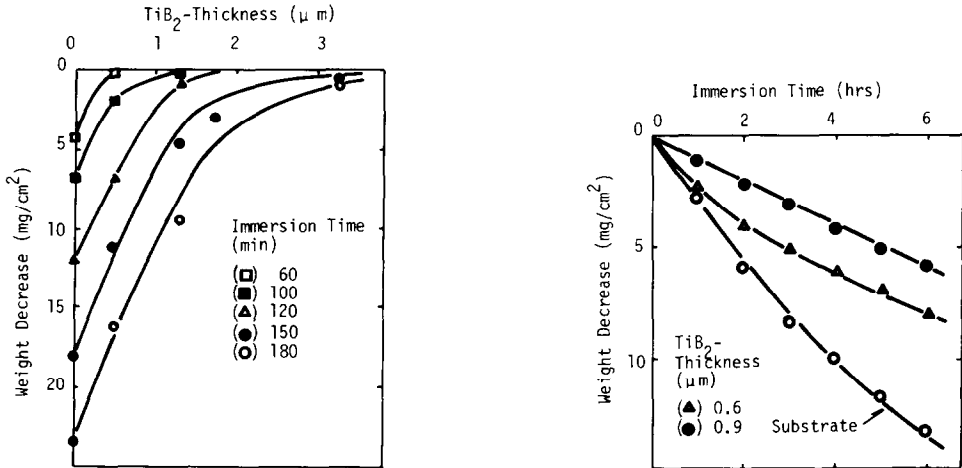 TiB2-Thickness (μm)
0 1 2 3
0
5
10
15
20
Weight Decrease (mg/cm²)
Immersion Time
(min)
(□) 60
(■) 100
(△) 120
(●) 150
(○) 180
Immersion Time (hrs)
0 2 4 6
0
5
10
Weight Decrease (mg/cm²)
TiB2-
Thickness
(μm)
(▲) 0.6
(●) 0.9
Substrate